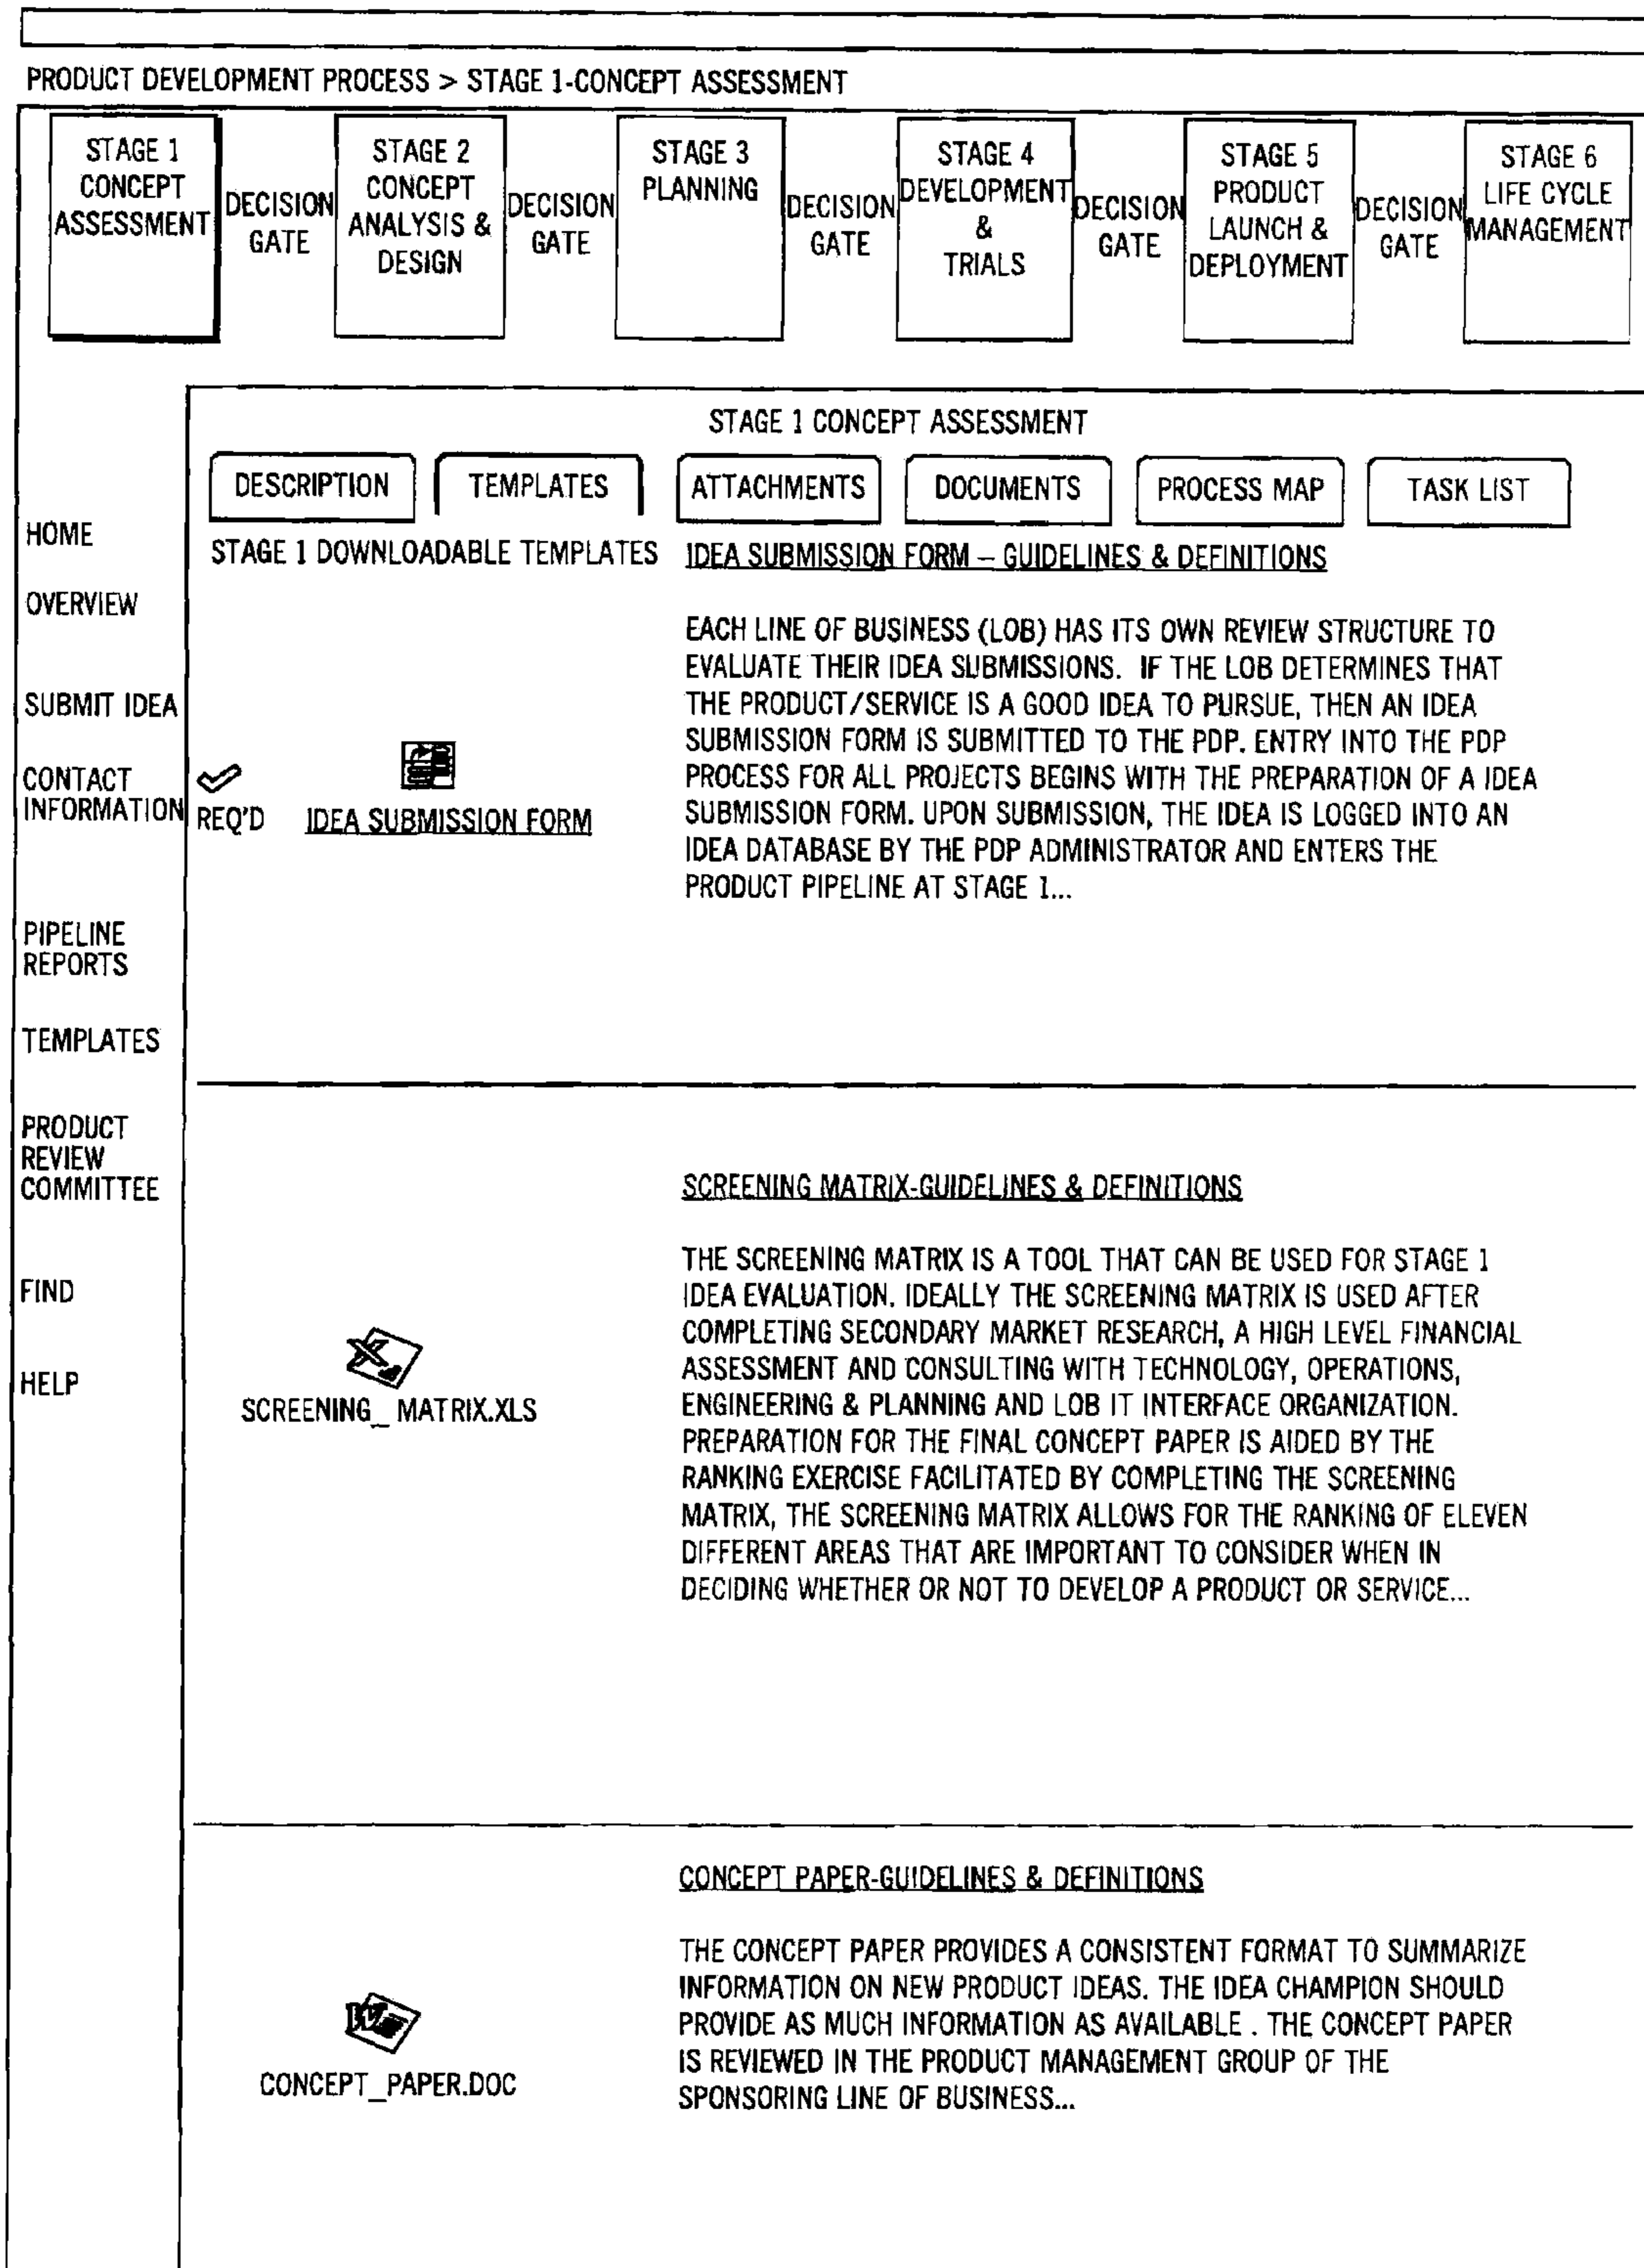 PRODUCT DEVELOPMENT PROCESS > STAGE 1-CONCEPT ASSESSMENT
STAGE 1
CONCEPT
ASSESSMENT
DECISION
GATE
STAGE 2
CONCEPT
ANALYSIS &
DESIGN
DECISION
GATE
STAGE 3
PLANNING
DECISION
GATE
STAGE 4
DEVELOPMENT
&
TRIALS
DECISION
GATE
STAGE 5
PRODUCT
LAUNCH &
DEPLOYMENT
DECISION
GATE
STAGE 6
LIFE CYCLE
MANAGEMENT
HOME
OVERVIEW
SUBMIT IDEA
CONTACT
INFORMATION
PIPELINE
REPORTS
TEMPLATES
PRODUCT
REVIEW
COMMITTEE
FIND
HELP
STAGE 1 CONCEPT ASSESSMENT
DESCRIPTION
TEMPLATES
ATTACHMENTS
DOCUMENTS
PROCESS MAP
TASK LIST
STAGE 1 DOWNLOADABLE TEMPLATES
REQ'D
IDEA SUBMISSION FORM
IDEA SUBMISSION FORM – GUIDELINES & DEFINITIONS
EACH LINE OF BUSINESS (LOB) HAS ITS OWN REVIEW STRUCTURE TO
EVALUATE THEIR IDEA SUBMISSIONS. IF THE LOB DETERMINES THAT
THE PRODUCT/SERVICE IS A GOOD IDEA TO PURSUE, THEN AN IDEA
SUBMISSION FORM IS SUBMITTED TO THE PDP. ENTRY INTO THE PDP
PROCESS FOR ALL PROJECTS BEGINS WITH THE PREPARATION OF A IDEA
SUBMISSION FORM. UPON SUBMISSION, THE IDEA IS LOGGED INTO AN
IDEA DATABASE BY THE PDP ADMINISTRATOR AND ENTERS THE
PRODUCT PIPELINE AT STAGE 1...
X
SCREENING_ MATRIX.XLS
SCREENING MATRIX-GUIDELINES & DEFINITIONS
THE SCREENING MATRIX IS A TOOL THAT CAN BE USED FOR STAGE 1
IDEA EVALUATION. IDEALLY THE SCREENING MATRIX IS USED AFTER
COMPLETING SECONDARY MARKET RESEARCH, A HIGH LEVEL FINANCIAL
ASSESSMENT AND CONSULTING WITH TECHNOLOGY, OPERATIONS,
ENGINEERING & PLANNING AND LOB IT INTERFACE ORGANIZATION.
PREPARATION FOR THE FINAL CONCEPT PAPER IS AIDED BY THE
RANKING EXERCISE FACILITATED BY COMPLETING THE SCREENING
MATRIX, THE SCREENING MATRIX ALLOWS FOR THE RANKING OF ELEVEN
DIFFERENT AREAS THAT ARE IMPORTANT TO CONSIDER WHEN IN
DECIDING WHETHER OR NOT TO DEVELOP A PRODUCT OR SERVICE...
W
CONCEPT_PAPER.DOC
CONCEPT PAPER-GUIDELINES & DEFINITIONS
THE CONCEPT PAPER PROVIDES A CONSISTENT FORMAT TO SUMMARIZE
INFORMATION ON NEW PRODUCT IDEAS. THE IDEA CHAMPION SHOULD
PROVIDE AS MUCH INFORMATION AS AVAILABLE . THE CONCEPT PAPER
IS REVIEWED IN THE PRODUCT MANAGEMENT GROUP OF THE
SPONSORING LINE OF BUSINESS...